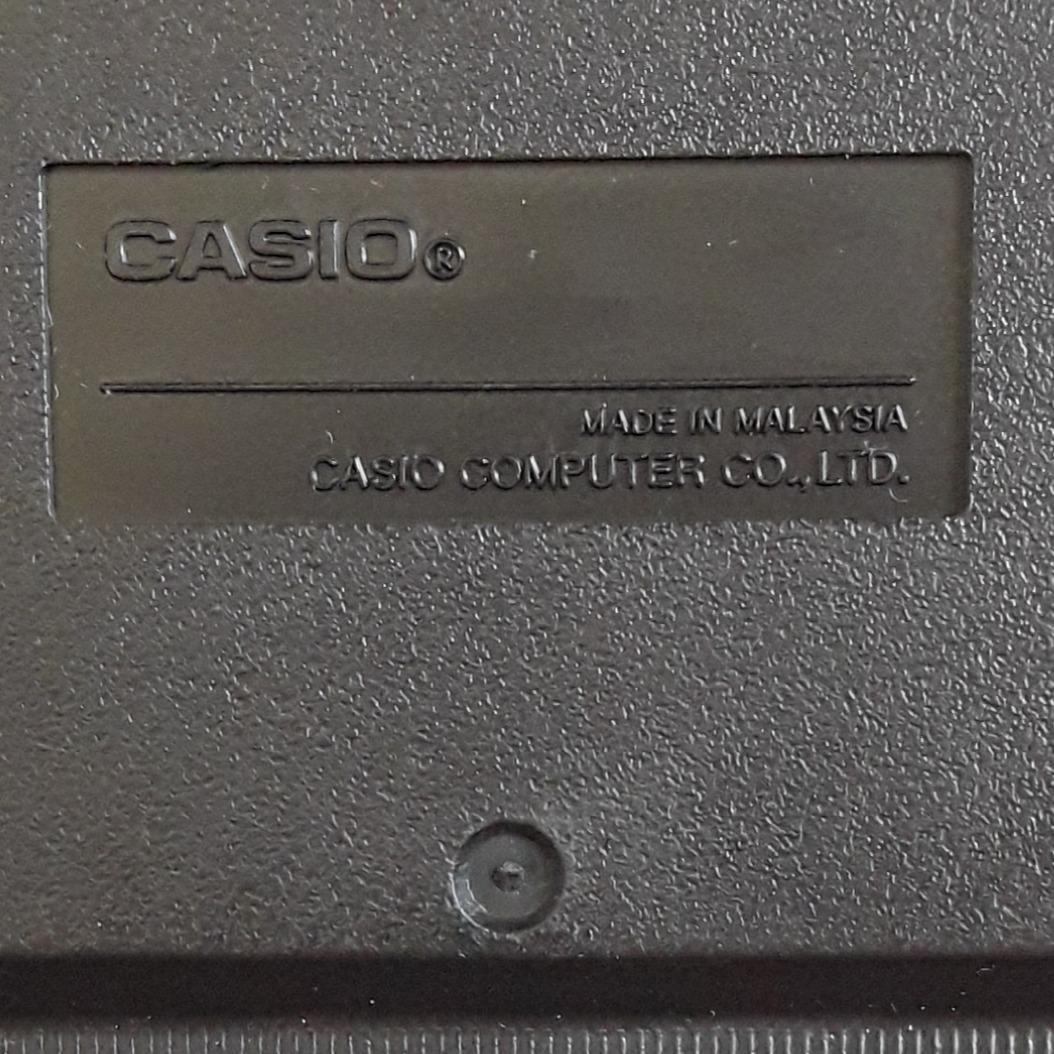 CASIO®
MADE IN MALAYSIA
CASIO COMPUTER CO., LTD.